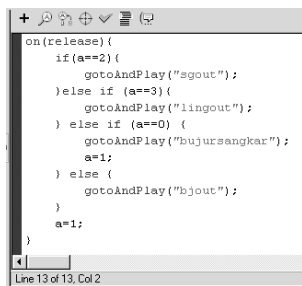 on(release){
if(a==2){
gotoAndPlay("sgout");
}else if (a==3){
gotoAndPlay("lingout");
} else if (a==0) {
gotoAndPlay("bujursangkar");
a=1;
} else {
gotoAndPlay("bjout");
}
a=1;
}
Line 13 of 13, Col 2